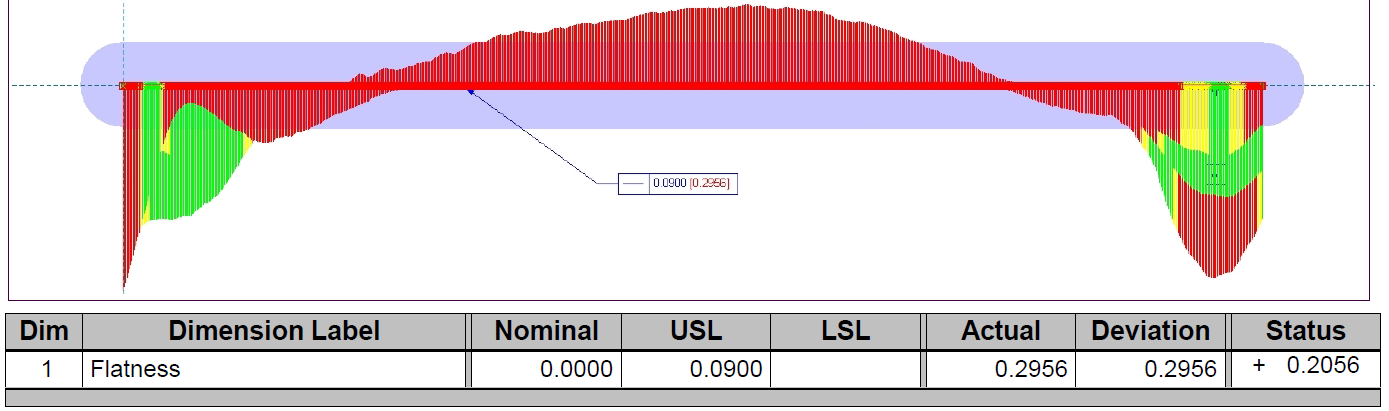 0.0900 [0.2956]
Dim Dimension Label Nominal USL LSL Actual Deviation Status
1 Flatness 0.0000 0.0900 0.2956 0.2956 + 0.2056